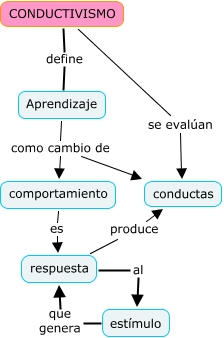 CONDUCTIVISMO
define
Aprendizaje
se evalúan
como cambio de
comportamiento
conductas
es
produce
respuesta
al
que
genera
estímulo